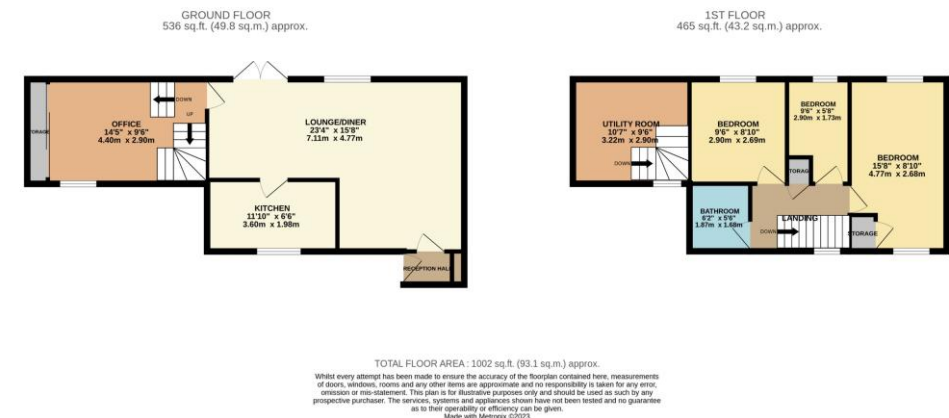 GROUND FLOOR
536 sq.ft. (49.8 sq.m.) approx.
1ST FLOOR
465 sq.ft. (43.2 sq.m.) approx.
STORAGE
OFFICE
14'5" x 9'6"
4.40m x 2.90m
DOWN
UP
LOUNGE/DINER
23'4" x 15'8"
7.11m x 4.77m
KITCHEN
11'10" x 6'6"
3.60m x 1.98m
RECEPTION HALL
UTILITY ROOM
10'7" x 9'6"
3.22m x 2.90m
DOWN
BEDROOM
9'6" x 8'10"
2.90m x 2.69m
BEDROOM
9'6" x 5'8"
2.90m x 1.73m
BEDROOM
15'8" x 8'10"
4.77m x 2.68m
STORAGE
BATHROOM
6'2" x 5'6"
1.87m x 1.68m
LANDING
DOWN
STORAGE
TOTAL FLOOR AREA : 1002 sq.ft. (93.1 sq.m.) approx.
Whilst every attempt has been made to ensure the accuracy of the floorplan contained here, measurements
of doors, windows, rooms and any other items are approximate and no responsibility is taken for any error,
omission or mis-statement. This plan is for illustrative purposes only and should be used as such by any
prospective purchaser. The services, systems and appliances shown have not been tested and no guarantee
as to their operability or efficiency can be given.
Made with Metropix ©2023